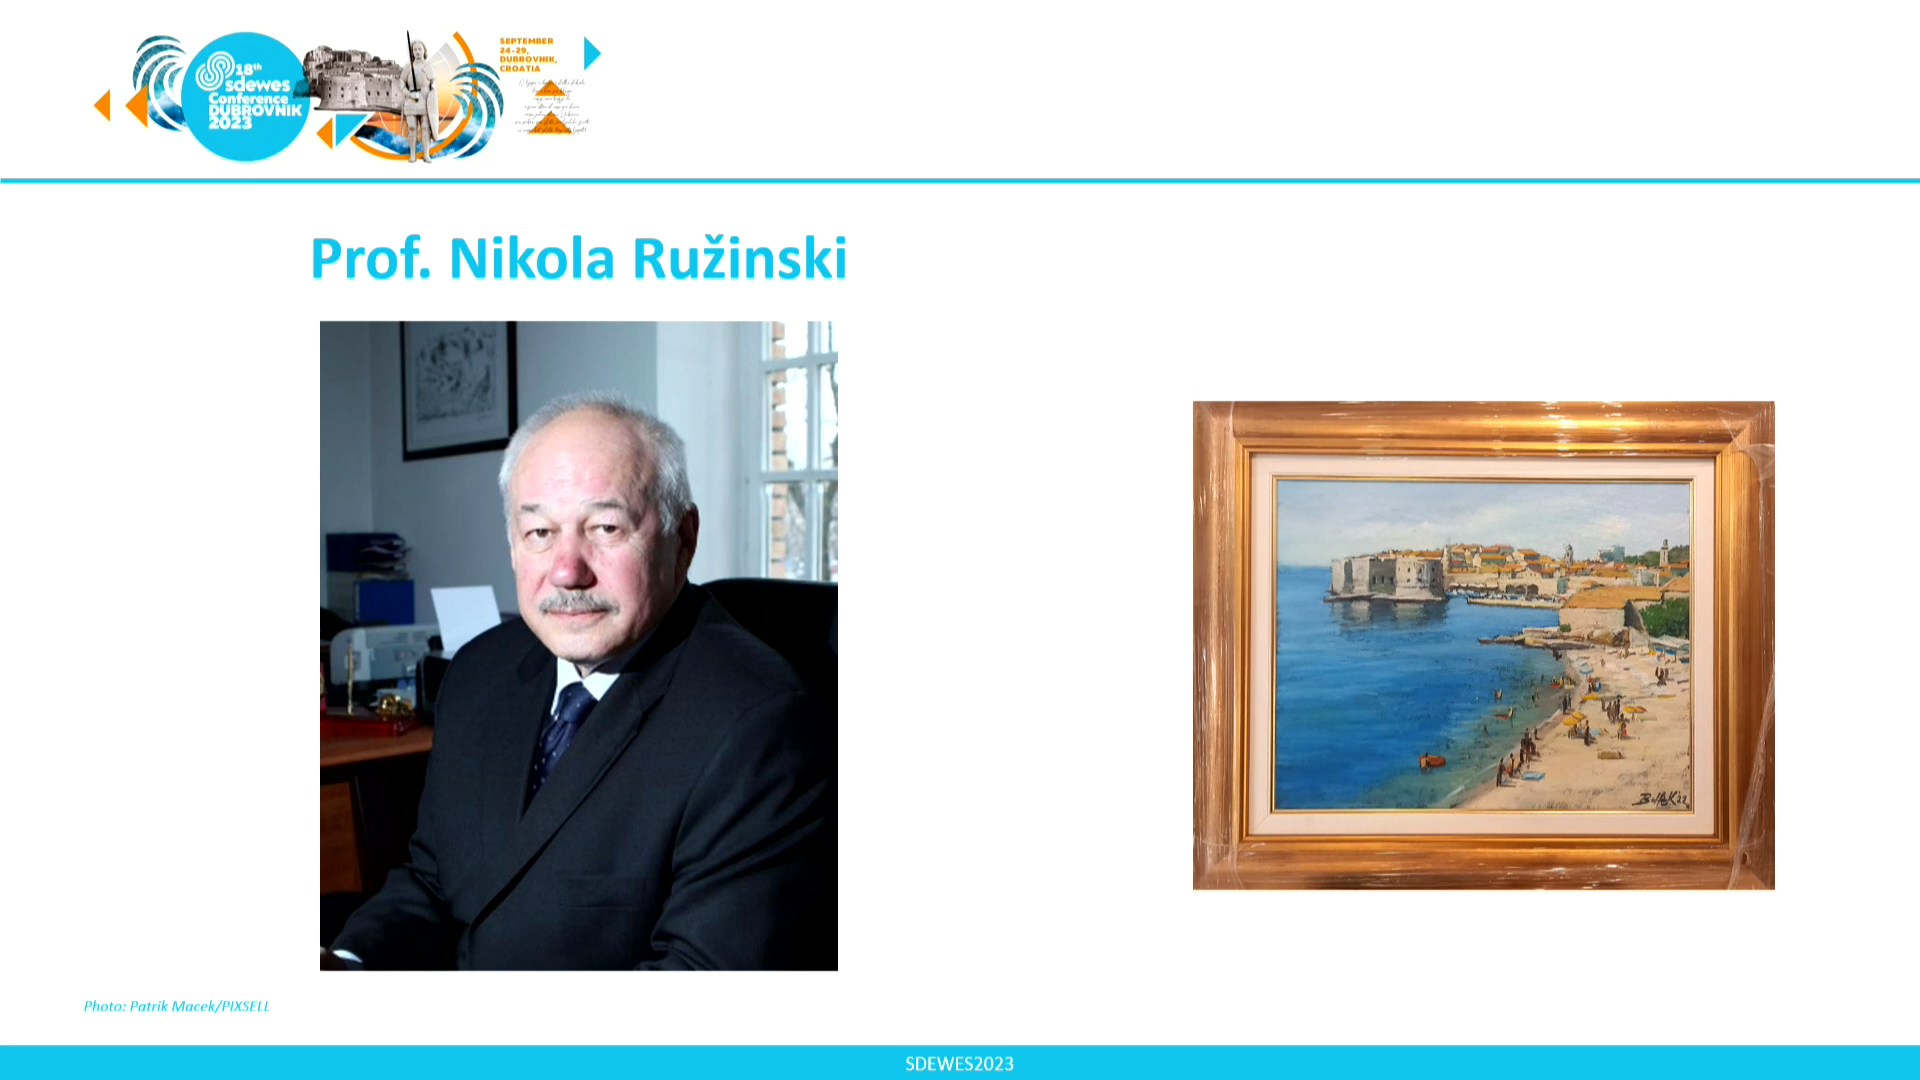 18th
sdewes
Conference
DUBROVNIK
2023
SEPTEMBER
24-29,
DUBROVNIK,
CROATIA
Prof. Nikola Ružinski
Photo: Patrik Macek/PIXSELL
SDEWES2023